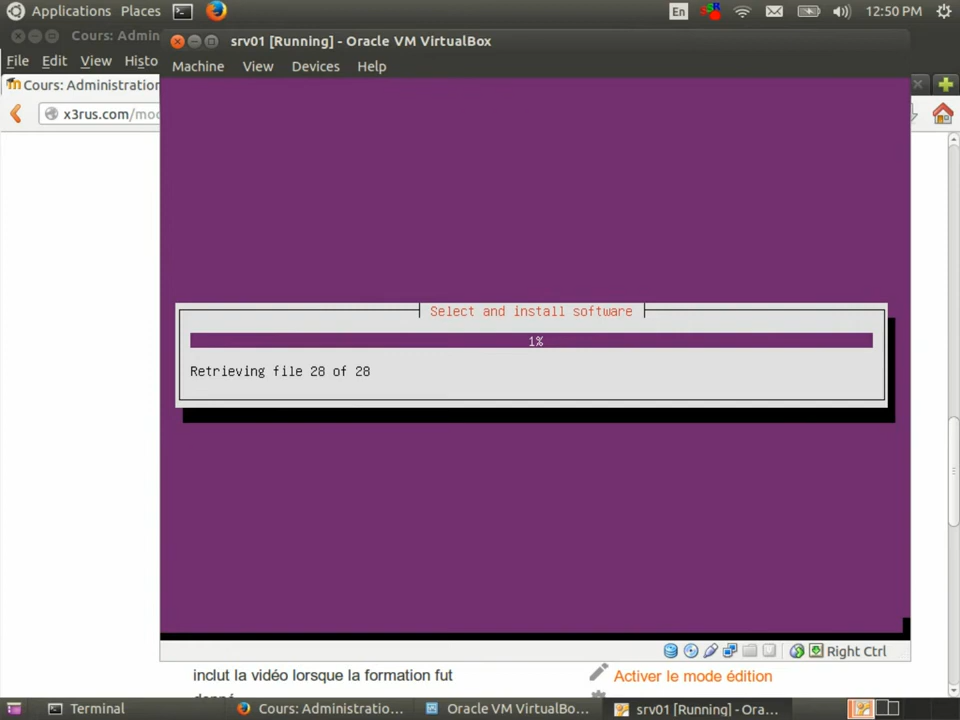 Applications Places En 12:50 PM
Cours: Admin
srv01 [Running] - Oracle VM VirtualBox
File Edit View Histo
Machine View Devices Help
Cours: Administration
x3rus.com/moo
Select and install software
1%
Retrieving file 28 of 28
Right Ctrl
inclut la vidéo lorsque la formation fut
Activer le mode édition
Terminal Cours: Administratio... Oracle VM VirtualBo... srv01 [Running] - Ora...